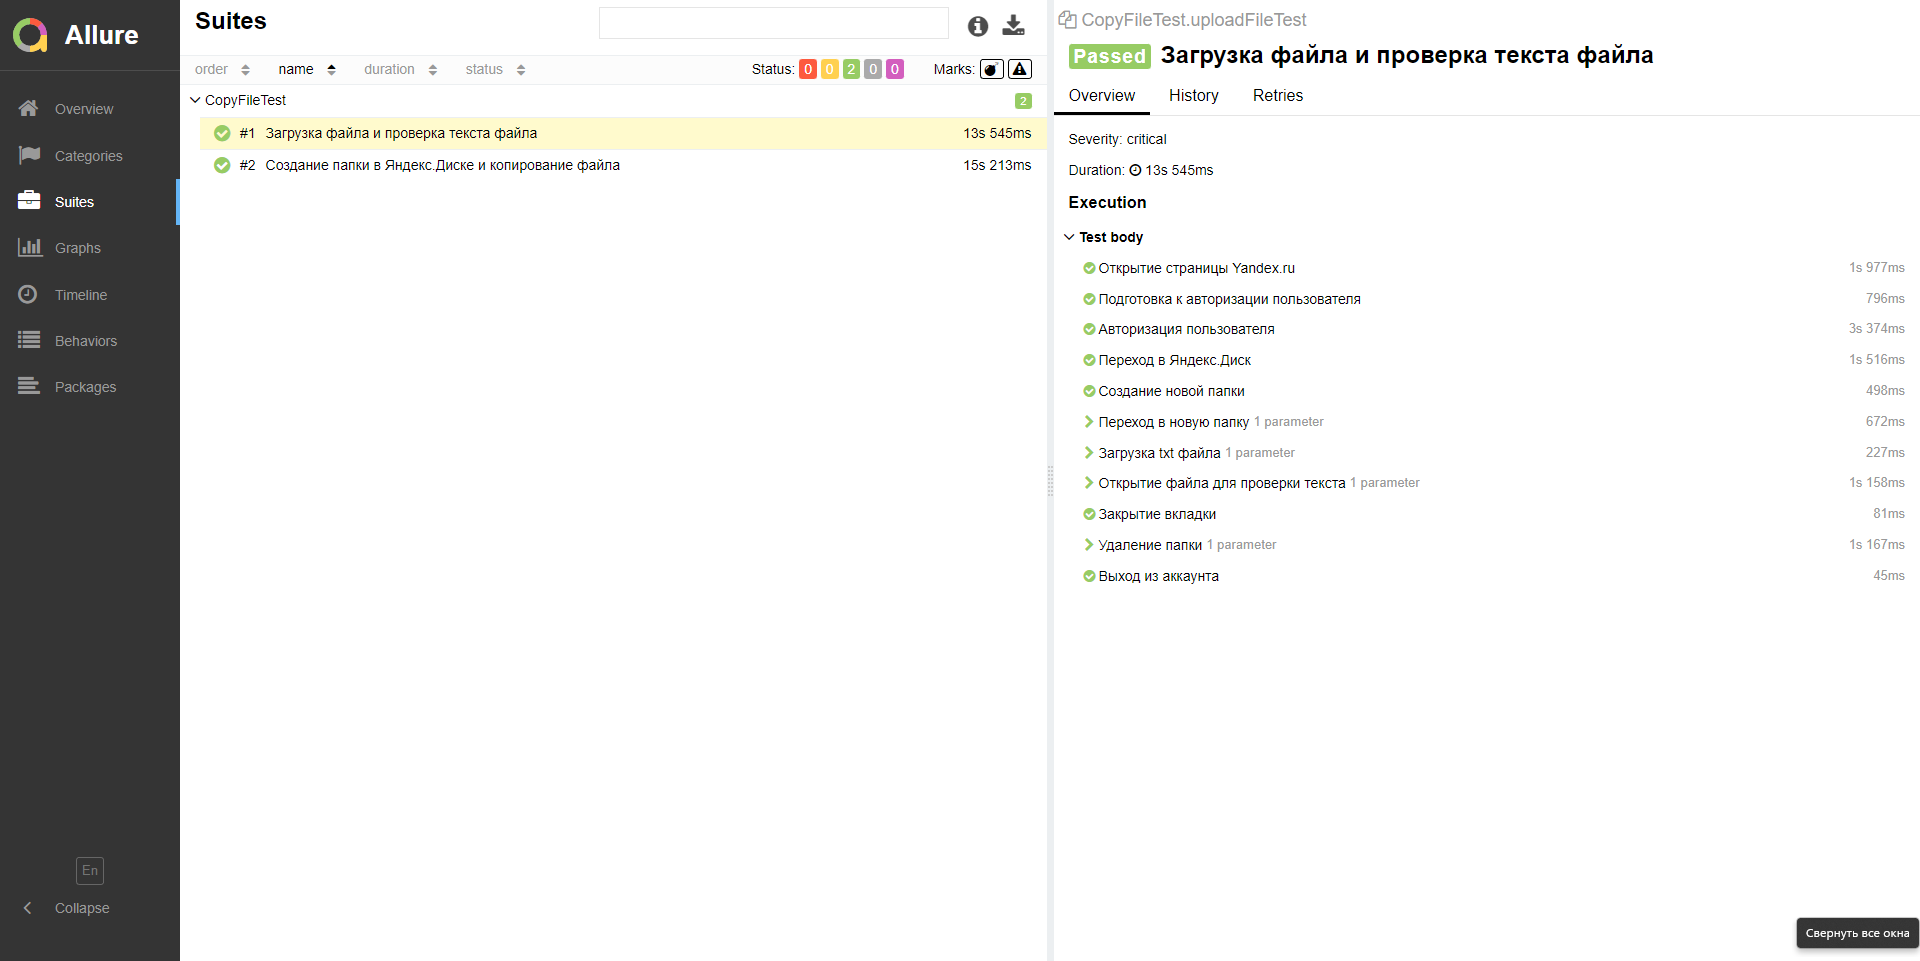 Allure
Overview
Categories
Suites
Graphs
Timeline
Behaviors
Packages
En
Collapse
Suites
order name duration status Status: 0 0 2 0 0 Marks:
CopyFileTest 2
#1 Загрузка файла и проверка текста файла 13s 545ms
#2 Создание папки в Яндекс.Диске и копирование файла 15s 213ms
CopyFileTest.uploadFileTest
Passed Загрузка файла и проверка текста файла
Overview History Retries
Severity: critical
Duration: 13s 545ms
Execution
Test body
Открытие страницы Yandex.ru 1s 977ms
Подготовка к авторизации пользователя 796ms
Авторизация пользователя 3s 374ms
Переход в Яндекс.Диск 1s 516ms
Создание новой папки 498ms
Переход в новую папку 1 parameter 672ms
Загрузка txt файла 1 parameter 227ms
Открытие файла для проверки текста 1 parameter 1s 158ms
Закрытие вкладки 81ms
Удаление папки 1 parameter 1s 167ms
Выход из аккаунта 45ms
Свернуть все окна